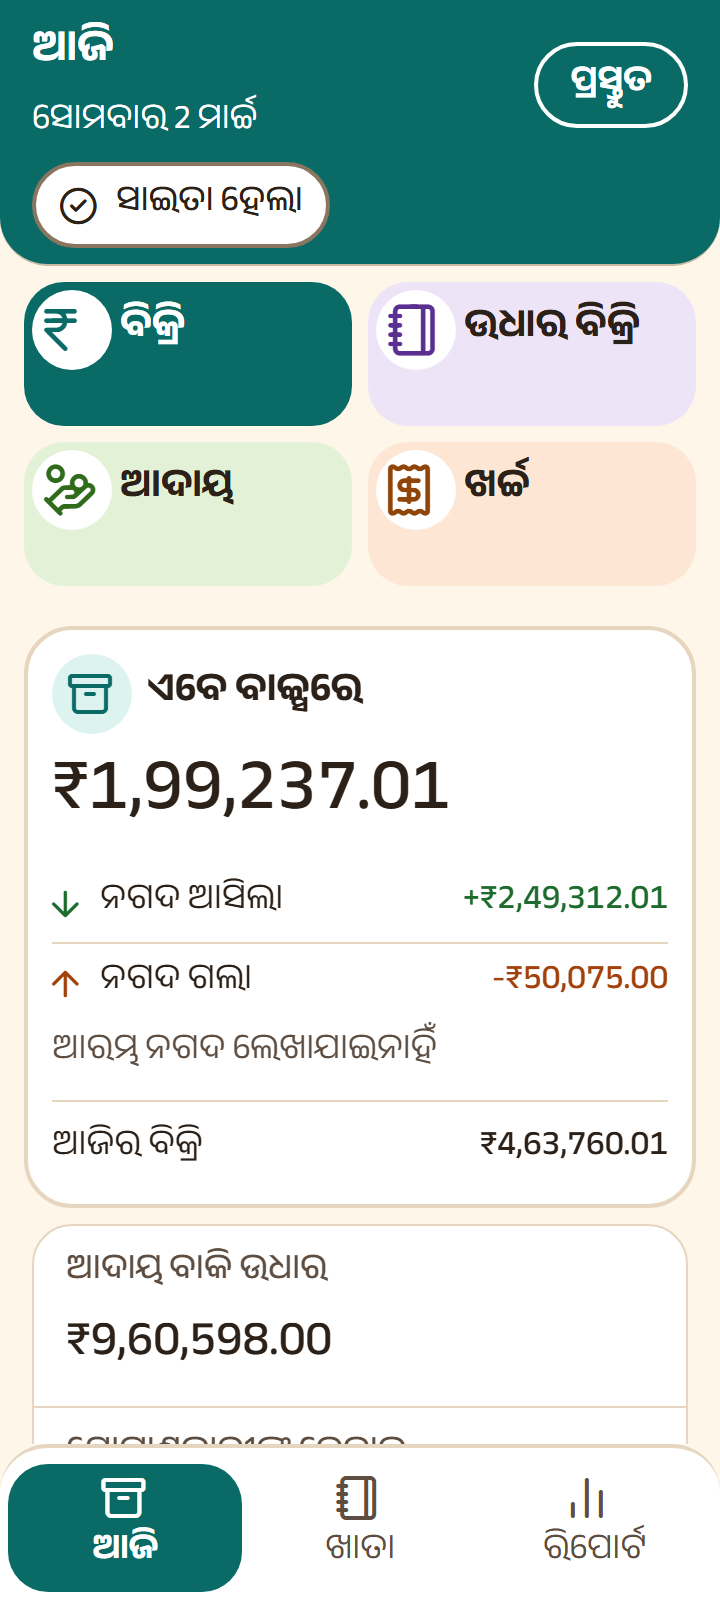 ଆଜି
ସୋମବାର 2 ମାର୍ଚ୍ଚ
ପ୍ରସ୍ତୁତ
ସାଇତା ହେଲା
ବିକ୍ରି
ଉଧାର ବିକ୍ରି
ଆଦାୟ
ଖର୍ଚ୍ଚ
ଏବେ ବାକ୍ସରେ
₹1,99,237.01
ନଗଦ ଆସିଲା +₹2,49,312.01
ନଗଦ ଗଲା -₹50,075.00
ଆରମ୍ଭ ନଗଦ ଲେଖାଯାଇନାହିଁ
ଆଜିର ବିକ୍ରି ₹4,63,760.01
ଆଦାୟ ବାକି ଉଧାର
₹9,60,598.00
ଆଜି
ଖାତା
ରିପୋର୍ଟ